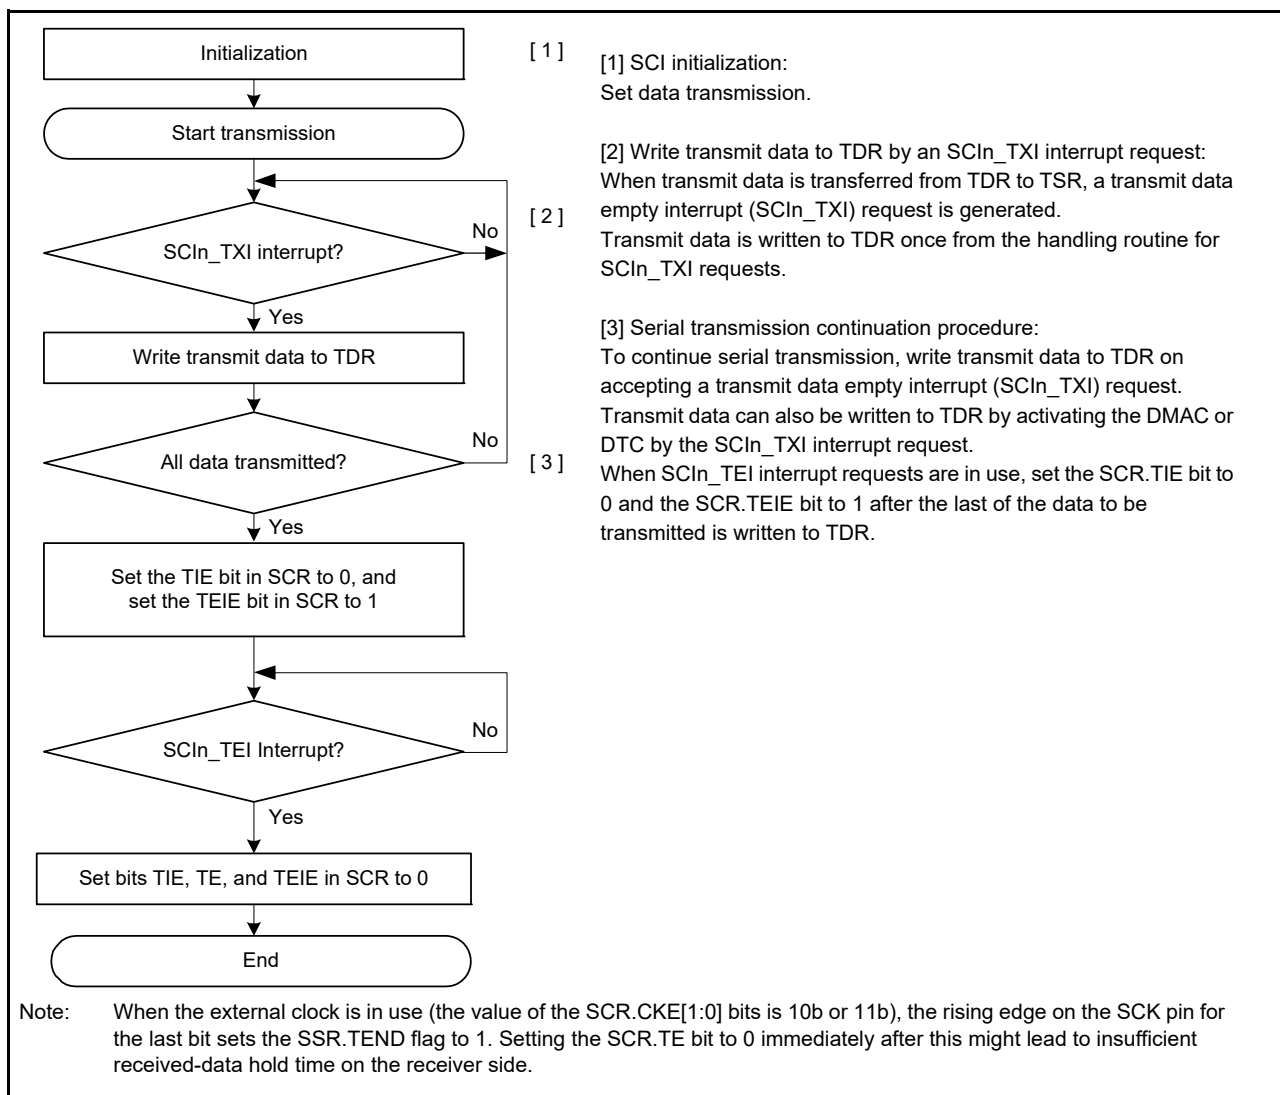 Initialization
[ 1 ]
[1] SCI initialization:
Set data transmission.
Start transmission
[2] Write transmit data to TDR by an SCIn_TXI interrupt request:
When transmit data is transferred from TDR to TSR, a transmit data
empty interrupt (SCIn_TXI) request is generated.
Transmit data is written to TDR once from the handling routine for
SCIn_TXI requests.
[ 2 ]
No
SCIn_TXI interrupt?
Yes
Write transmit data to TDR
[3] Serial transmission continuation procedure:
To continue serial transmission, write transmit data to TDR on
accepting a transmit data empty interrupt (SCIn_TXI) request.
Transmit data can also be written to TDR by activating the DMAC or
DTC by the SCIn_TXI interrupt request.
When SCIn_TEI interrupt requests are in use, set the SCR.TIE bit to
0 and the SCR.TEIE bit to 1 after the last of the data to be
transmitted is written to TDR.
No
All data transmitted?
[ 3 ]
Yes
Set the TIE bit in SCR to 0, and
set the TEIE bit in SCR to 1
No
SCIn_TEI Interrupt?
Yes
Set bits TIE, TE, and TEIE in SCR to 0
End
Note: When the external clock is in use (the value of the SCR.CKE[1:0] bits is 10b or 11b), the rising edge on the SCK pin for
the last bit sets the SSR.TEND flag to 1. Setting the SCR.TE bit to 0 immediately after this might lead to insufficient
received-data hold time on the receiver side.